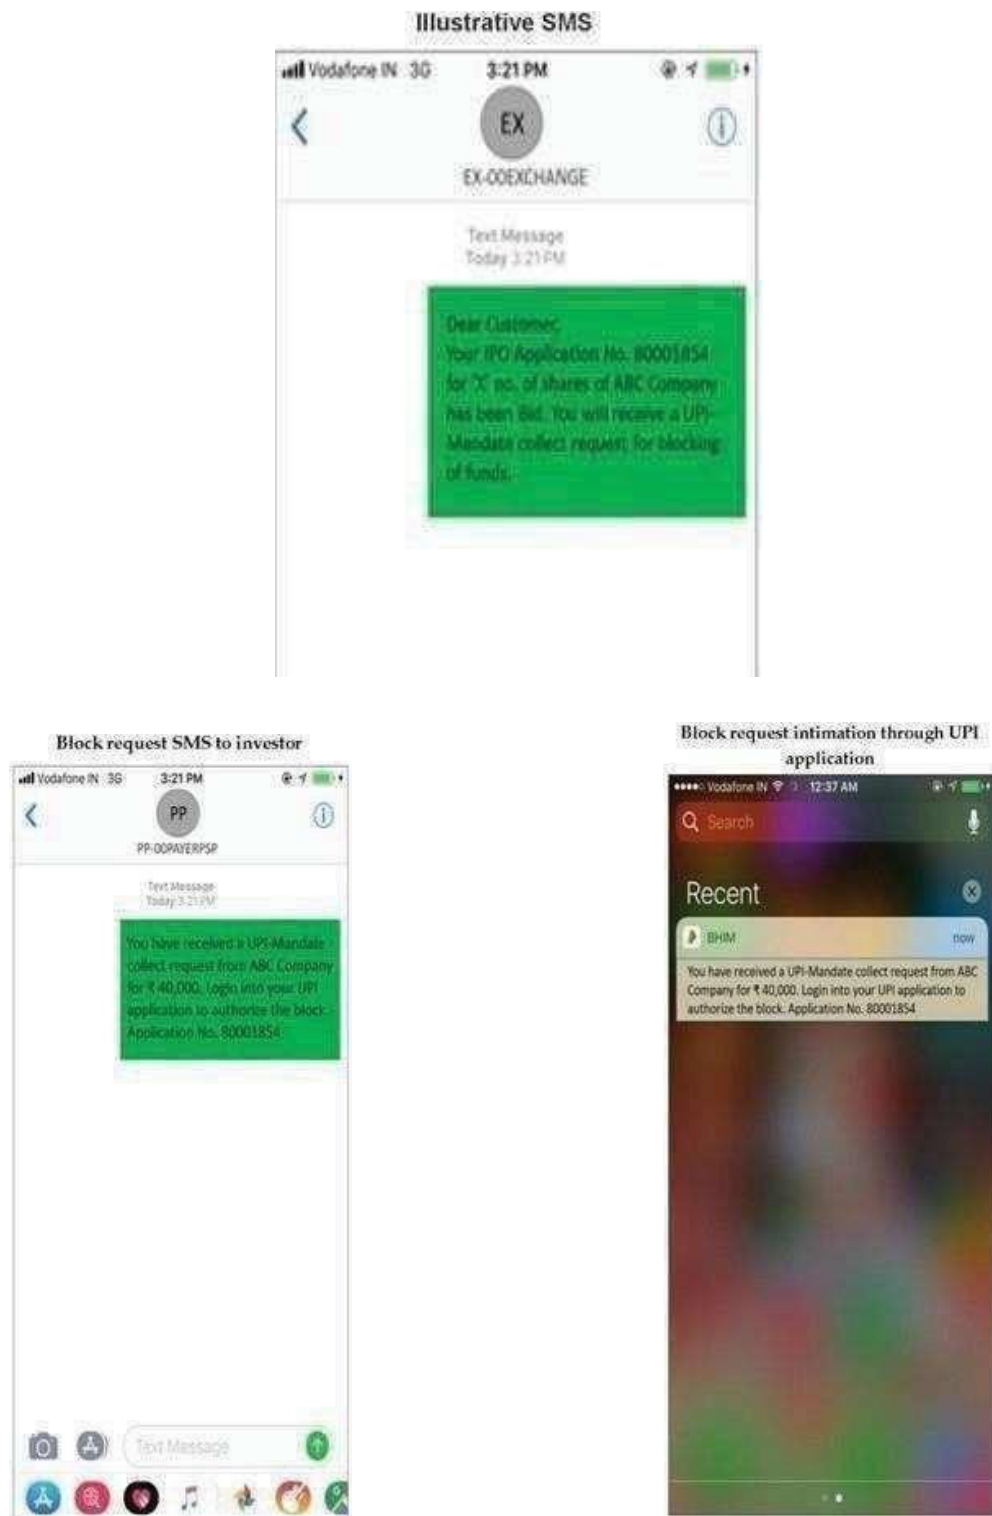 Illustrative SMS
Vodafone IN 3G 3:21 PM
EX
EX-00EXCHANGE
Text Message
Today 3:21 PM
Dear Customer,
Your IPO Application No. 80001854
for 'X' no. of shares of ABC Company
has been Bid. You will receive a UPI-
Mandate collect request for blocking
of funds.
Block request SMS to investor
Vodafone IN 3G 3:21 PM
PP
PP-00PAYERPSP
Text Message
Today 3:21 PM
You have received a UPI-Mandate
collect request from ABC Company
for ₹ 40,000. Login into your UPI
application to authorize the block.
Application No. 80001854
Text Message
Block request intimation through UPI
application
Vodafone IN 12:37 AM
Search
Recent
BHIM now
You have received a UPI-Mandate collect request from ABC
Company for ₹ 40,000. Login into your UPI application to
authorize the block. Application No. 80001854